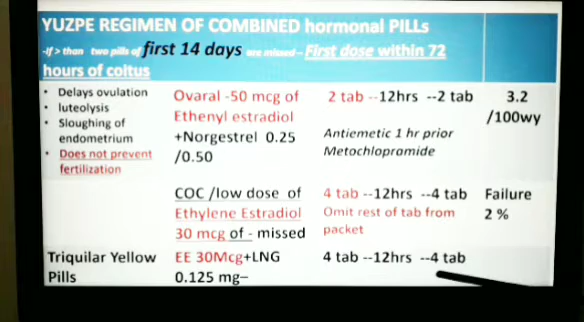 YUZPE REGIMEN OF COMBINED hormonal PILLs
-If > than two pills of first 14 days are missed-- First dose within 72
hours of coitus
• Delays ovulation
• luteolysis
• Sloughing of
endometrium
• Does not prevent
fertilization
Ovaral -50 mcg of
Ethenyl estradiol
+Norgestrel 0.25
/0.50
2 tab --12hrs --2 tab
Antiemetic 1 hr prior
Metochlopromide
3.2
/100wy
COC /low dose of
Ethylene Estradiol
30 mcg of - missed
4 tab --12hrs --4 tab
Omit rest of tab from
packet
Failure
2 %
Triquilar Yellow
Pills
EE 30Mcg+LNG
0.125 mg–
4 tab --12hrs --4 tab